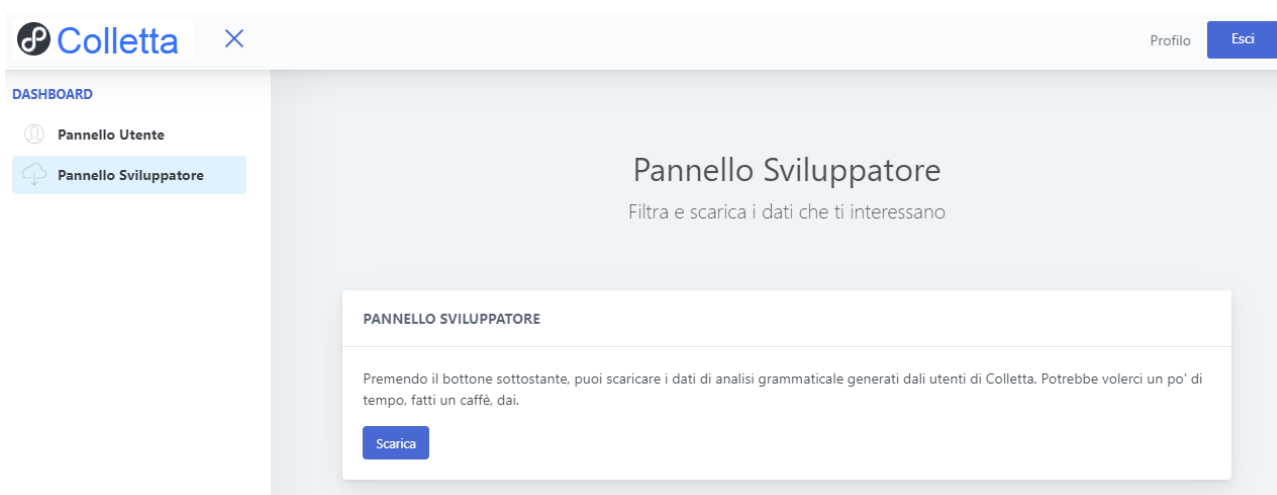 Colletta
Profilo
Esci
DASHBOARD
Pannello Utente
Pannello Sviluppatore
Pannello Sviluppatore
Filtra e scarica i dati che ti interessano
PANNELLO SVILUPPATORE
Premendo il bottone sottostante, puoi scaricare i dati di analisi grammaticale generati dali utenti di Colletta. Potrebbe volerci un po' di
tempo, fatti un caffè, dai.
Scarica